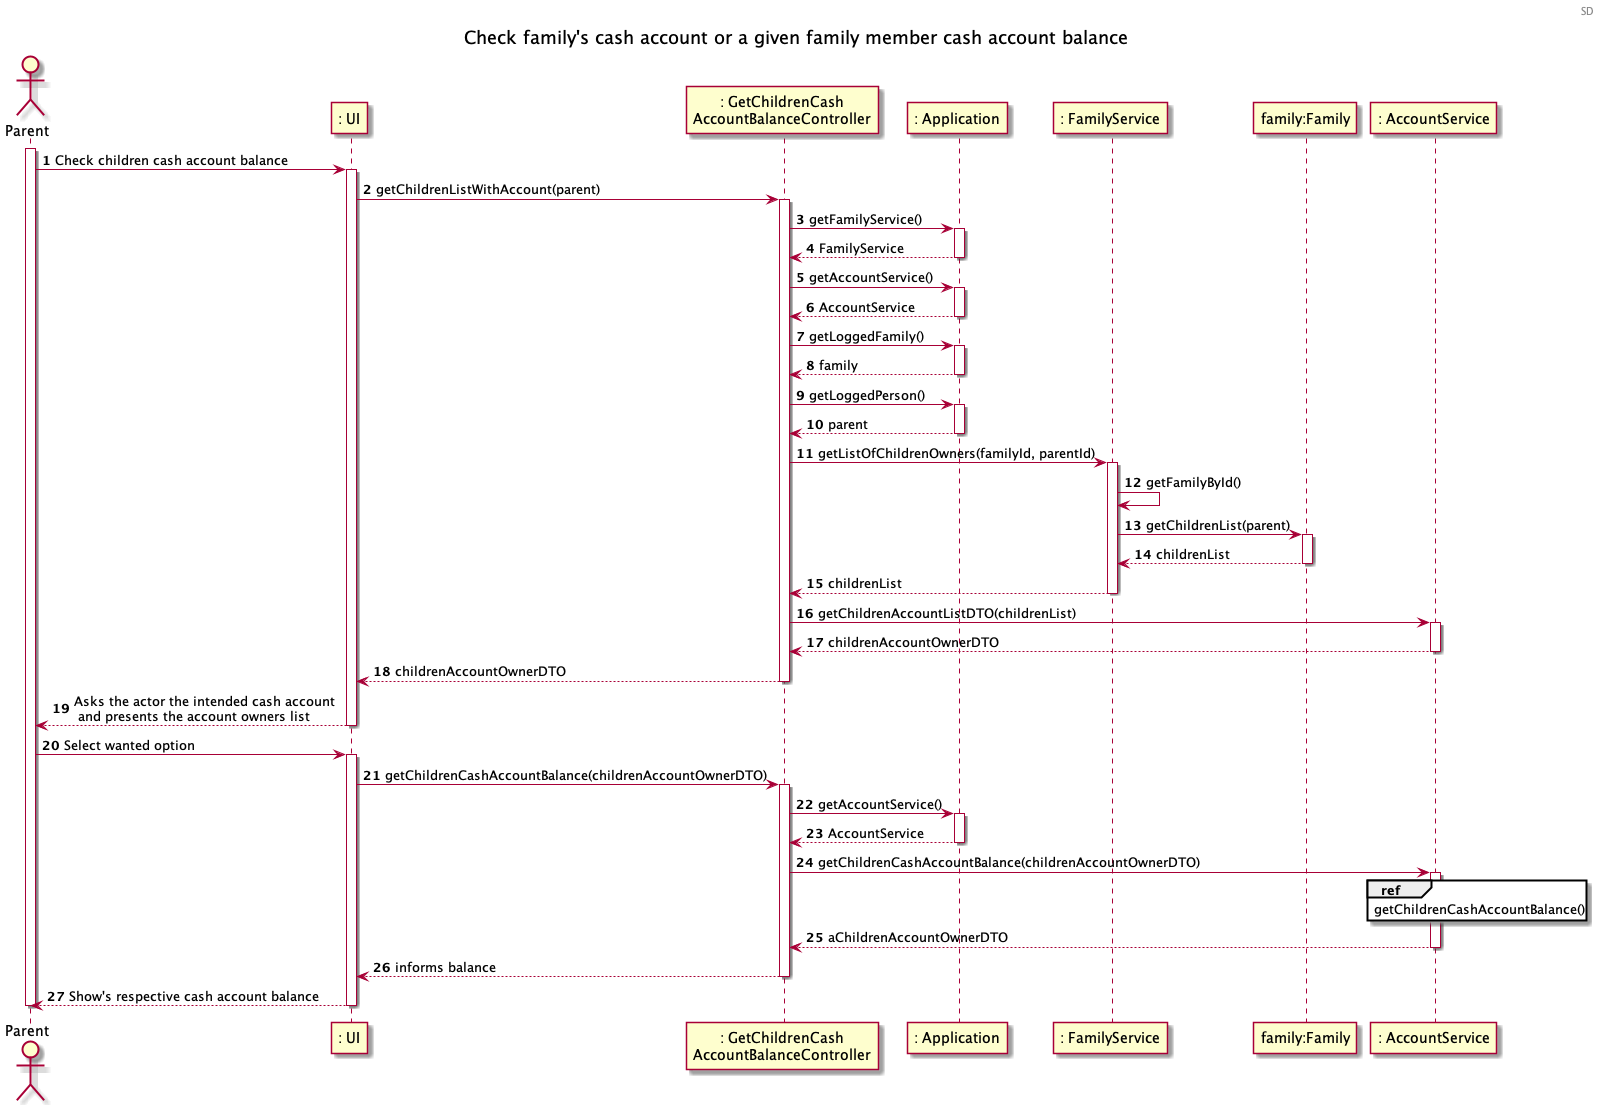 SD
Check family's cash account or a given family member cash account balance
Parent
: UI
: GetChildrenCash
AccountBalanceController
: Application
: FamilyService
family:Family
: AccountService
1 Check children cash account balance
2 getChildrenListWithAccount(parent)
3 getFamilyService()
4 FamilyService
5 getAccountService()
6 AccountService
7 getLoggedFamily()
8 family
9 getLoggedPerson()
10 parent
11 getListOfChildrenOwners(familyId, parentId)
12 getFamilyById()
13 getChildrenList(parent)
14 childrenList
15 childrenList
16 getChildrenAccountListDTO(childrenList)
17 childrenAccountOwnerDTO
18 childrenAccountOwnerDTO
19 Asks the actor the intended cash account
and presents the account owners list
20 Select wanted option
21 getChildrenCashAccountBalance(childrenAccountOwnerDTO)
22 getAccountService()
23 AccountService
24 getChildrenCashAccountBalance(childrenAccountOwnerDTO)
ref
getChildrenCashAccountBalance()
25 aChildrenAccountOwnerDTO
26 informs balance
27 Show's respective cash account balance
Parent
: UI
: GetChildrenCash
AccountBalanceController
: Application
: FamilyService
family:Family
: AccountService